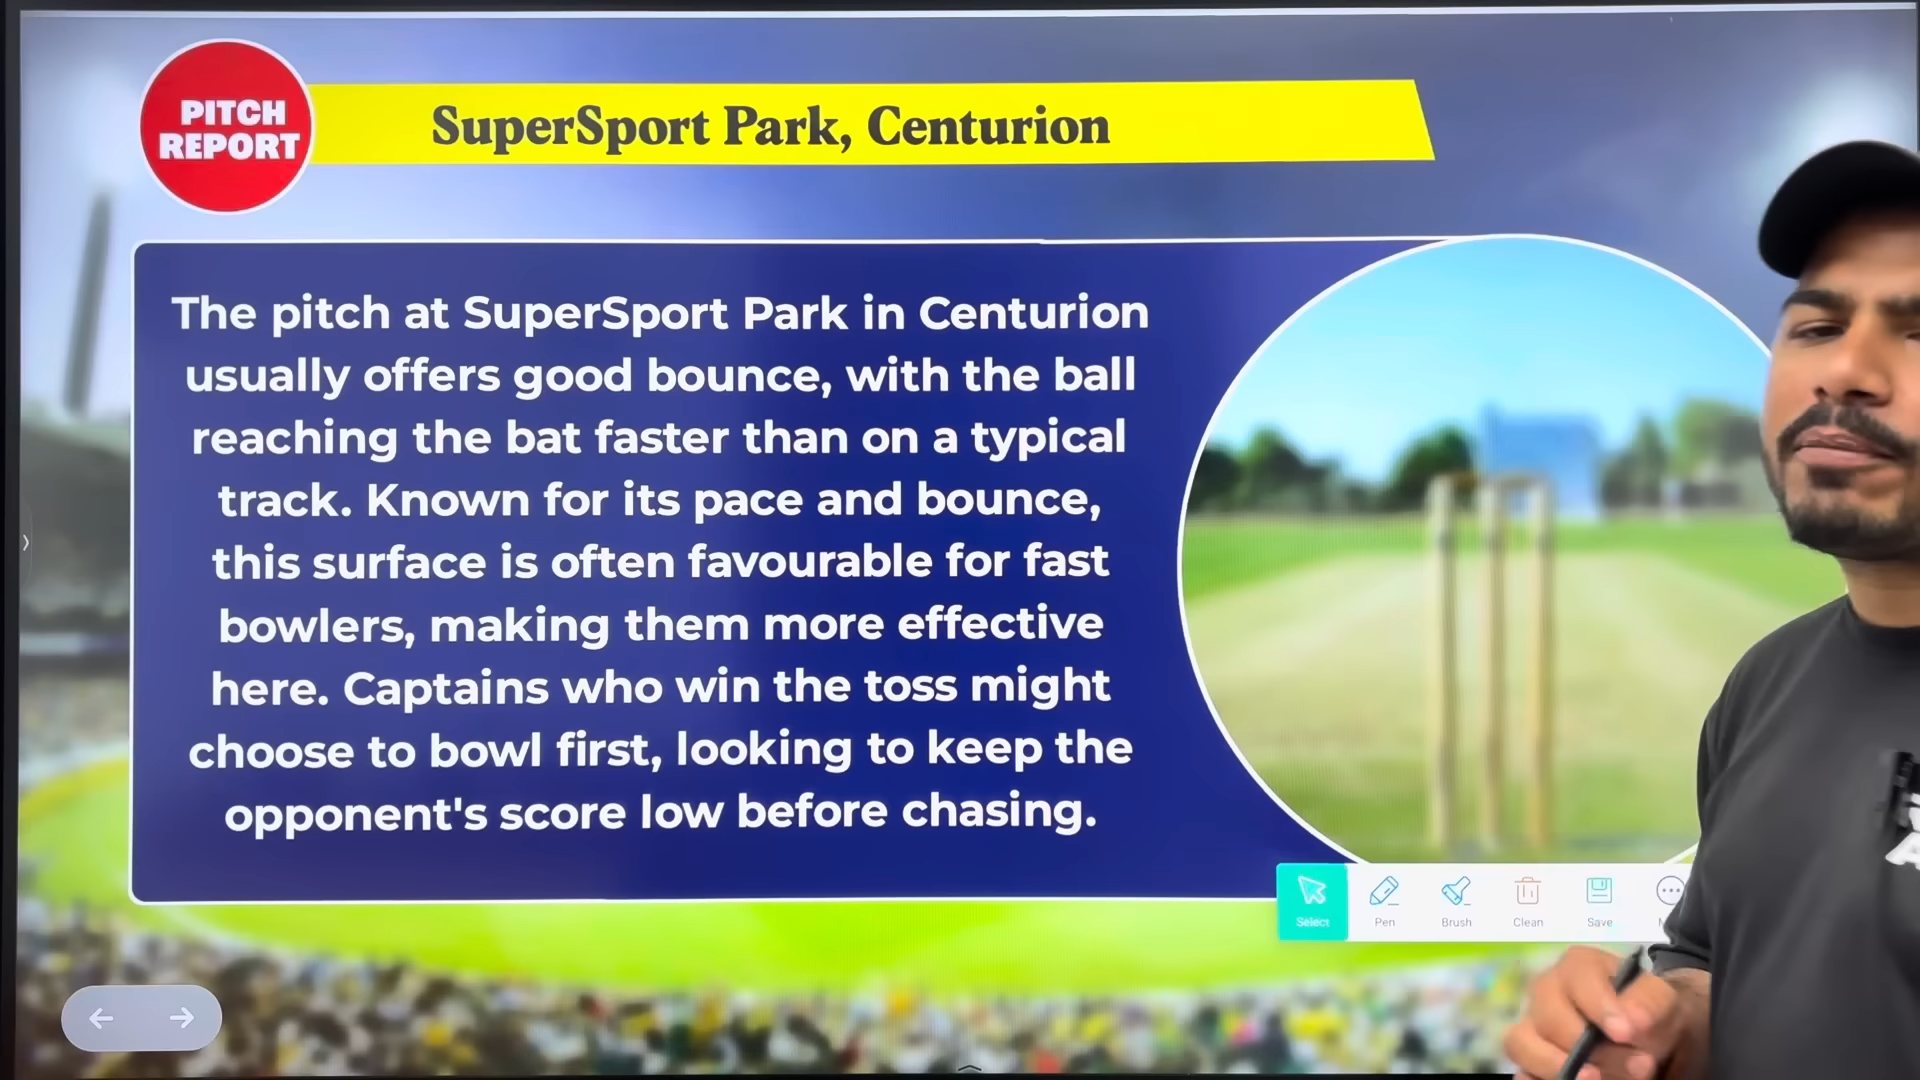 PITCH
REPORT
SuperSport Park, Centurion
The pitch at SuperSport Park in Centurion
usually offers good bounce, with the ball
reaching the bat faster than on a typical
track. Known for its pace and bounce,
this surface is often favourable for fast
bowlers, making them more effective
here. Captains who win the toss might
choose to bowl first, looking to keep the
opponent's score low before chasing.
Select Pen Brush Clean Save